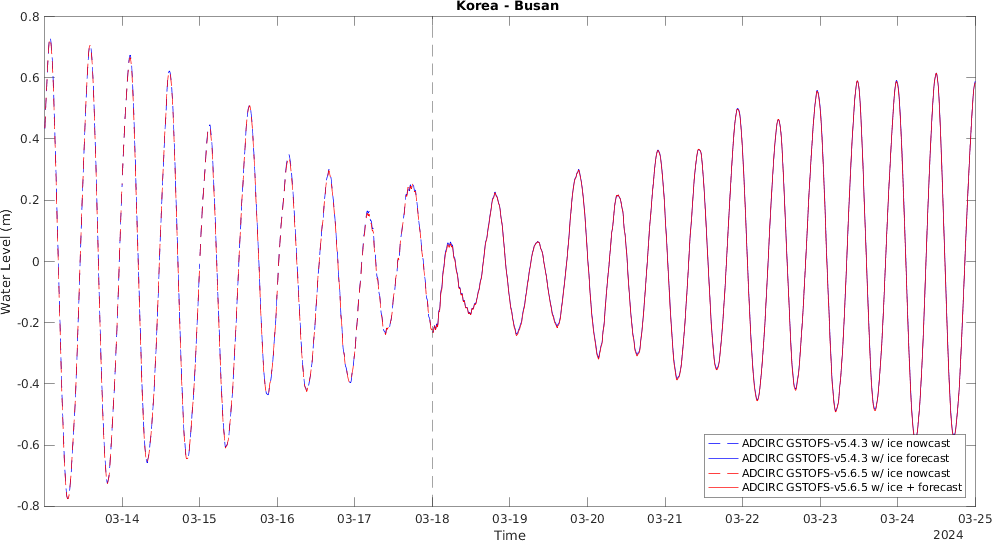 Korea - Busan
Water Level (m)
0.8
0.6
0.4
0.2
0
-0.2
-0.4
-0.6
-0.8
ADCIRC GSTOFS-v5.4.3 w/ ice nowcast
ADCIRC GSTOFS-v5.4.3 w/ ice forecast
ADCIRC GSTOFS-v5.6.5 w/ ice nowcast
ADCIRC GSTOFS-v5.6.5 w/ ice + forecast
03-14 03-15 03-16 03-17 03-18 03-19 03-20 03-21 03-22 03-23 03-24 03-25
Time
2024